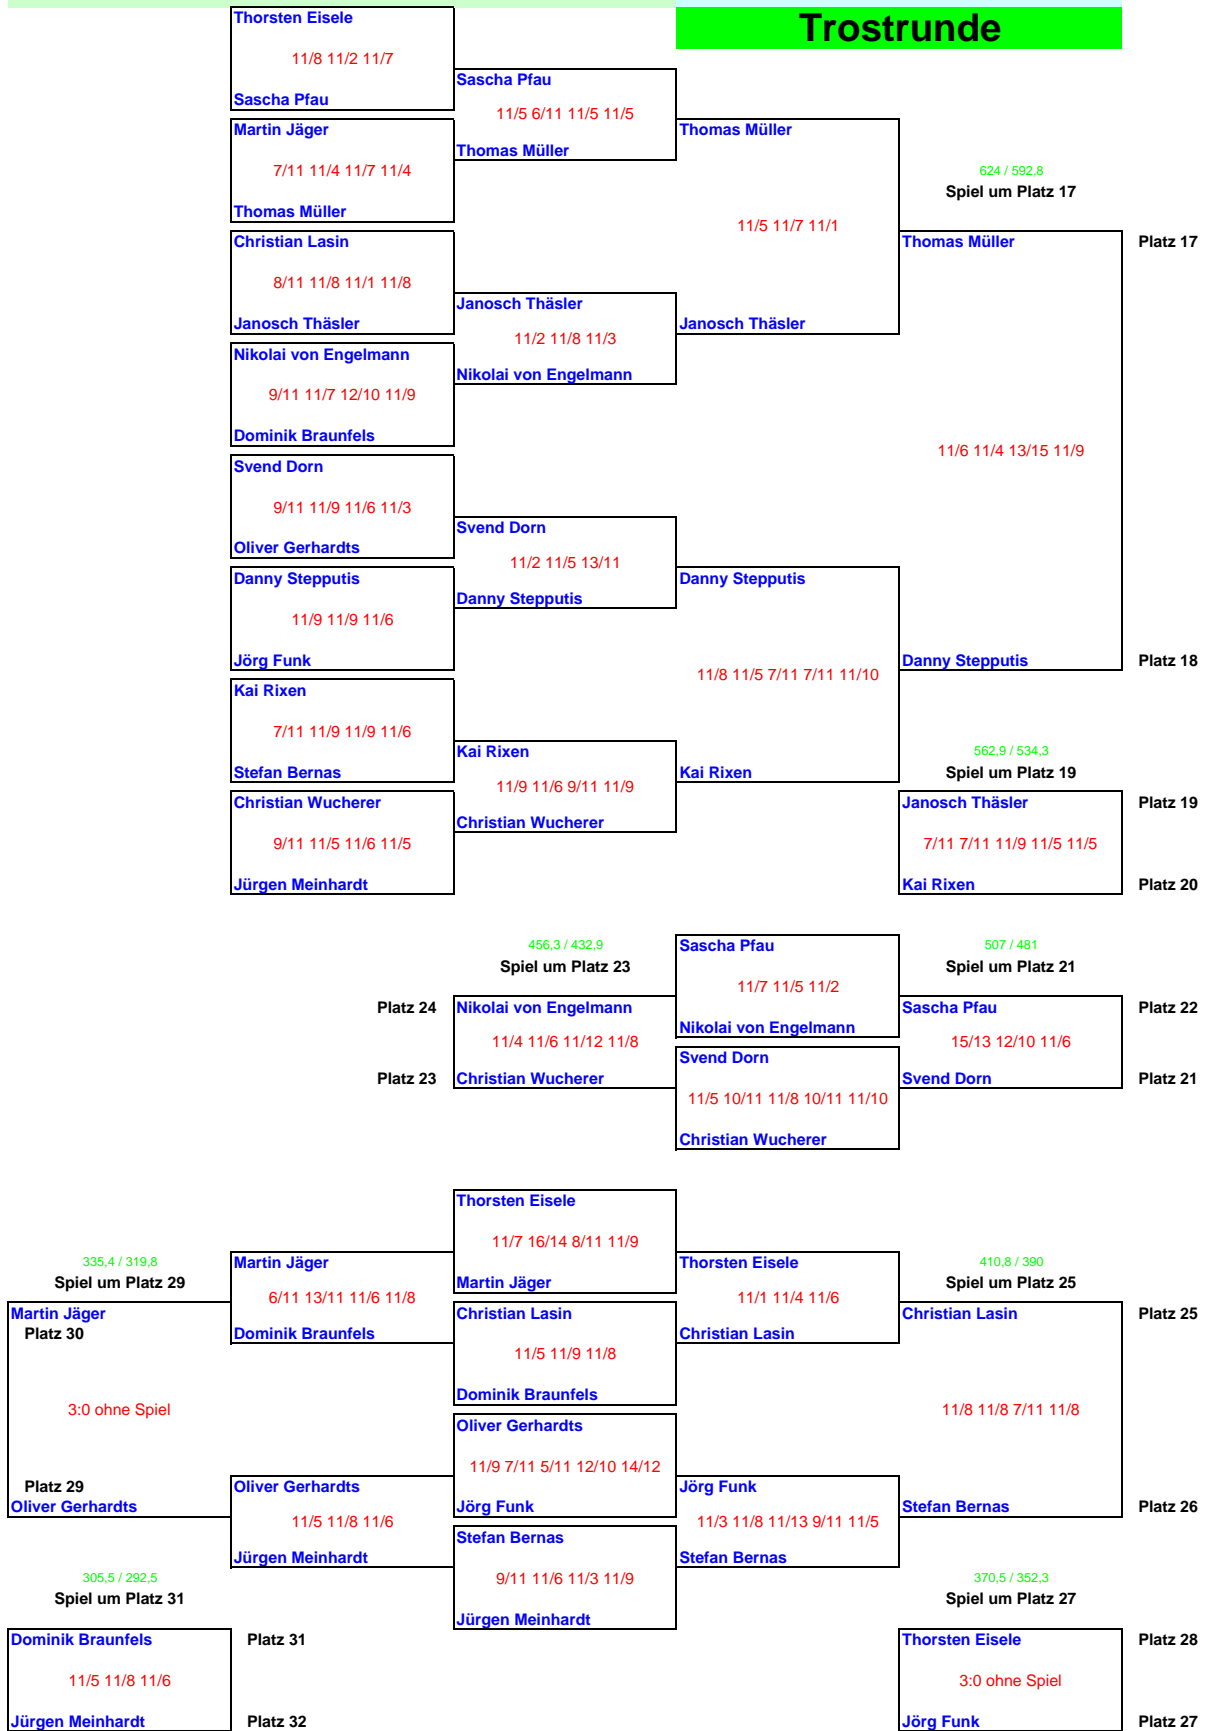 Thorsten Eisele
Trostrunde
11/8 11/2 11/7
Sascha Pfau
Sascha Pfau
11/5 6/11 11/5 11/5
Martin Jäger
Thomas Müller
Thomas Müller
7/11 11/4 11/7 11/4
624 / 592,8
Spiel um Platz 17
Thomas Müller
11/5 11/7 11/1
Christian Lasin
Thomas Müller
Platz 17
8/11 11/8 11/1 11/8
Janosch Thäsler
Janosch Thäsler
Janosch Thäsler
11/2 11/8 11/3
Nikolai von Engelmann
Nikolai von Engelmann
9/11 11/7 12/10 11/9
Dominik Braunfels
11/6 11/4 13/15 11/9
Svend Dorn
9/11 11/9 11/6 11/3
Svend Dorn
Oliver Gerhardts
11/2 11/5 13/11
Danny Stepputis
Danny Stepputis
Danny Stepputis
11/9 11/9 11/6
Jörg Funk
Danny Stepputis
Platz 18
11/8 11/5 7/11 7/11 11/10
Kai Rixen
7/11 11/9 11/9 11/6
Kai Rixen
562,9 / 534,3
Stefan Bernas
Kai Rixen
Spiel um Platz 19
11/9 11/6 9/11 11/9
Christian Wucherer
Janosch Thäsler
Platz 19
Christian Wucherer
9/11 11/5 11/6 11/5
7/11 7/11 11/9 11/5 11/5
Jürgen Meinhardt
Kai Rixen
Platz 20
456,3 / 432,9
Sascha Pfau
507 / 481
Spiel um Platz 23
Spiel um Platz 21
11/7 11/5 11/2
Platz 24
Nikolai von Engelmann
Sascha Pfau
Platz 22
Nikolai von Engelmann
11/4 11/6 11/12 11/8
15/13 12/10 11/6
Svend Dorn
Platz 23
Christian Wucherer
Svend Dorn
Platz 21
11/5 10/11 11/8 10/11 11/10
Christian Wucherer
Thorsten Eisele
11/7 16/14 8/11 11/9
335,4 / 319,8
Martin Jäger
Thorsten Eisele
410,8 / 390
Spiel um Platz 29
Martin Jäger
Spiel um Platz 25
6/11 13/11 11/6 11/8
11/1 11/4 11/6
Martin Jäger
Christian Lasin
Christian Lasin
Platz 25
Platz 30
Dominik Braunfels
Christian Lasin
11/5 11/9 11/8
Dominik Braunfels
3:0 ohne Spiel
11/8 11/8 7/11 11/8
Oliver Gerhardts
11/9 7/11 5/11 12/10 14/12
Platz 29
Oliver Gerhardts
Jörg Funk
Oliver Gerhardts
Jörg Funk
Stefan Bernas
Platz 26
11/5 11/8 11/6
11/3 11/8 11/13 9/11 11/5
Stefan Bernas
Jürgen Meinhardt
Stefan Bernas
305,5 / 292,5
9/11 11/6 11/3 11/9
370,5 / 352,3
Spiel um Platz 31
Spiel um Platz 27
Jürgen Meinhardt
Dominik Braunfels
Platz 31
Thorsten Eisele
Platz 28
11/5 11/8 11/6
3:0 ohne Spiel
Jürgen Meinhardt
Platz 32
Jörg Funk
Platz 27